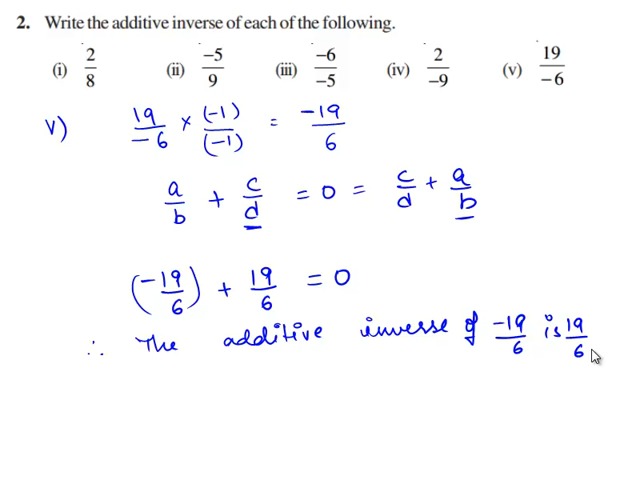 2. Write the additive inverse of each of the following.
(i) 2/8 (ii) -5/9 (iii) -6/-5 (iv) 2/-9 (v) 19/-6
v) 19/-6 × (-1)/(-1) = -19/6
a/b + c/d = 0 = c/d + a/b
(-19/6) + 19/6 = 0
∴ The additive inverse of -19/6 is 19/6